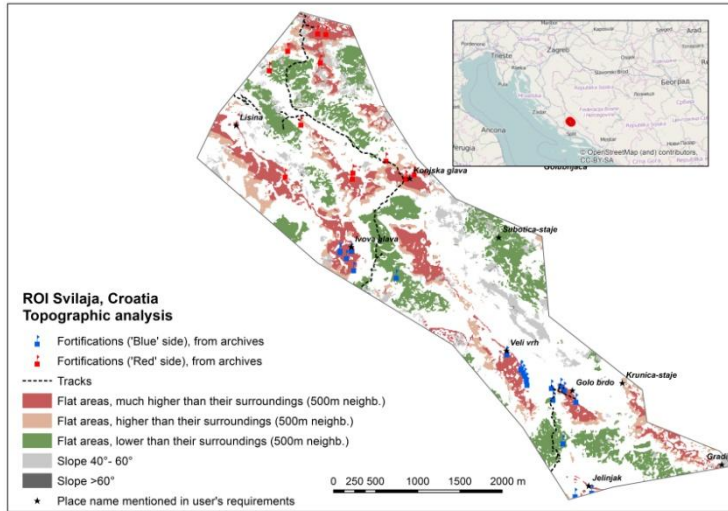 Lisina
Konjska glava
Ivova glava
Subotica-staje
Veli vrh
Golo brdo
Krunica-staje
Jelinjak
Trieste
Zagreb
Ancona
Београд
Perugia
© OpenStreetMap (and) contributors,
CC-BY-SA
ROI Svilaja, Croatia
Topographic analysis
Fortifications ('Blue' side), from archives
Fortifications ('Red' side), from archives
Tracks
Flat areas, much higher than their surroundings (500m neighb.)
Flat areas, higher than their surroundings (500m neighb.)
Flat areas, lower than their surroundings (500m neighb.)
Slope 40°- 60°
Slope >60°
Place name mentioned in user's requirements
0 250 500 1000 1500 2000 m